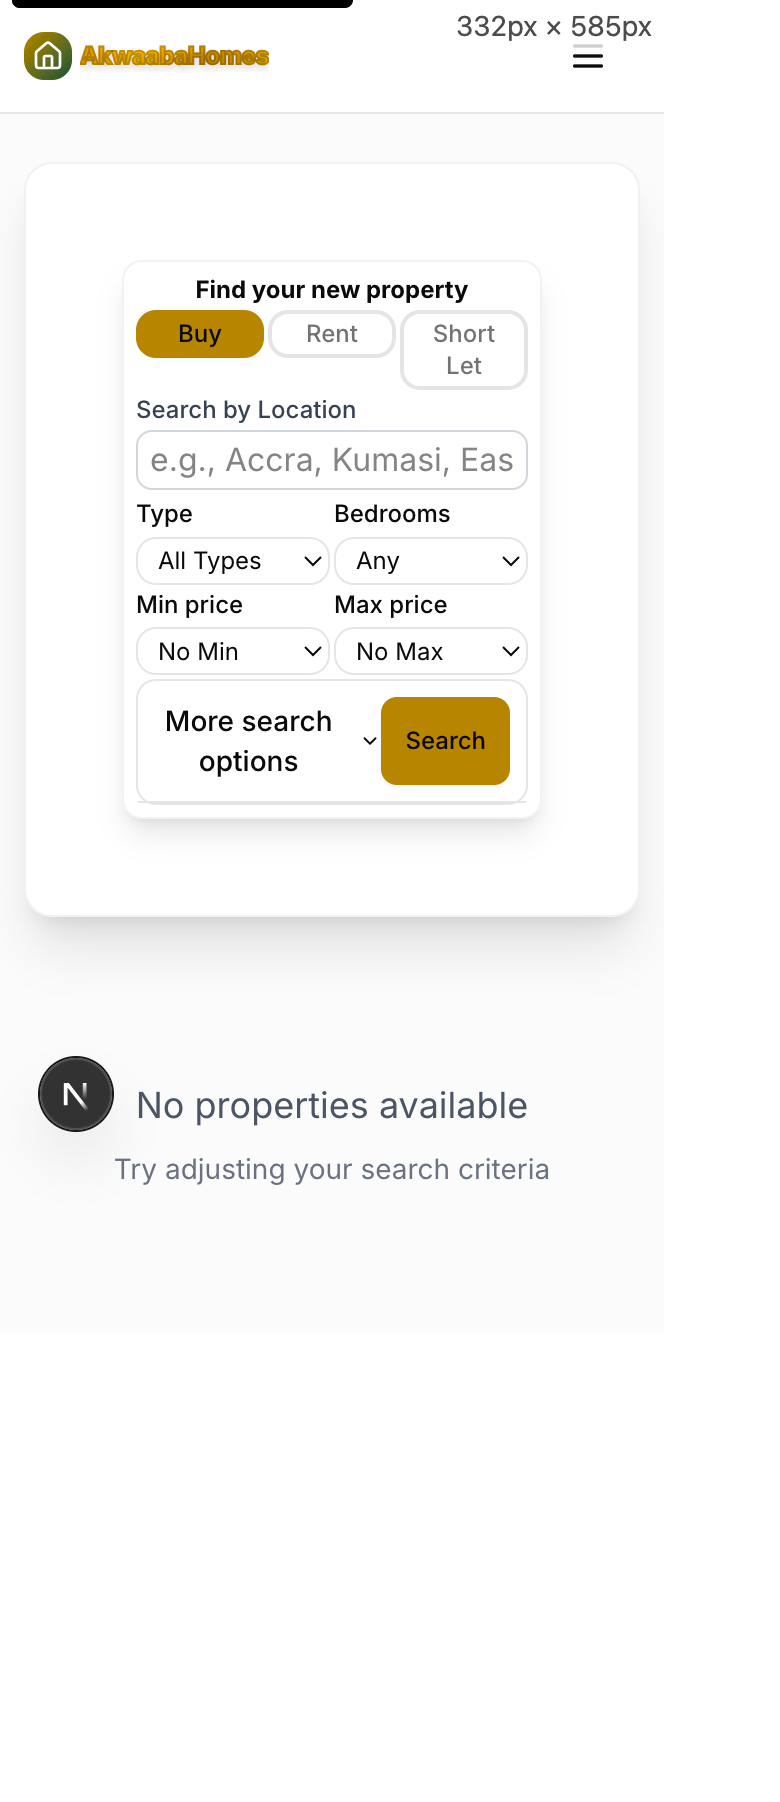 332px × 585px
AkwaabaHomes
Find your new property
Buy
Rent
Short
Let
Search by Location
e.g., Accra, Kumasi, Eas
Type
Bedrooms
All Types
Any
Min price
Max price
No Min
No Max
More search
options
Search
N
No properties available
Try adjusting your search criteria